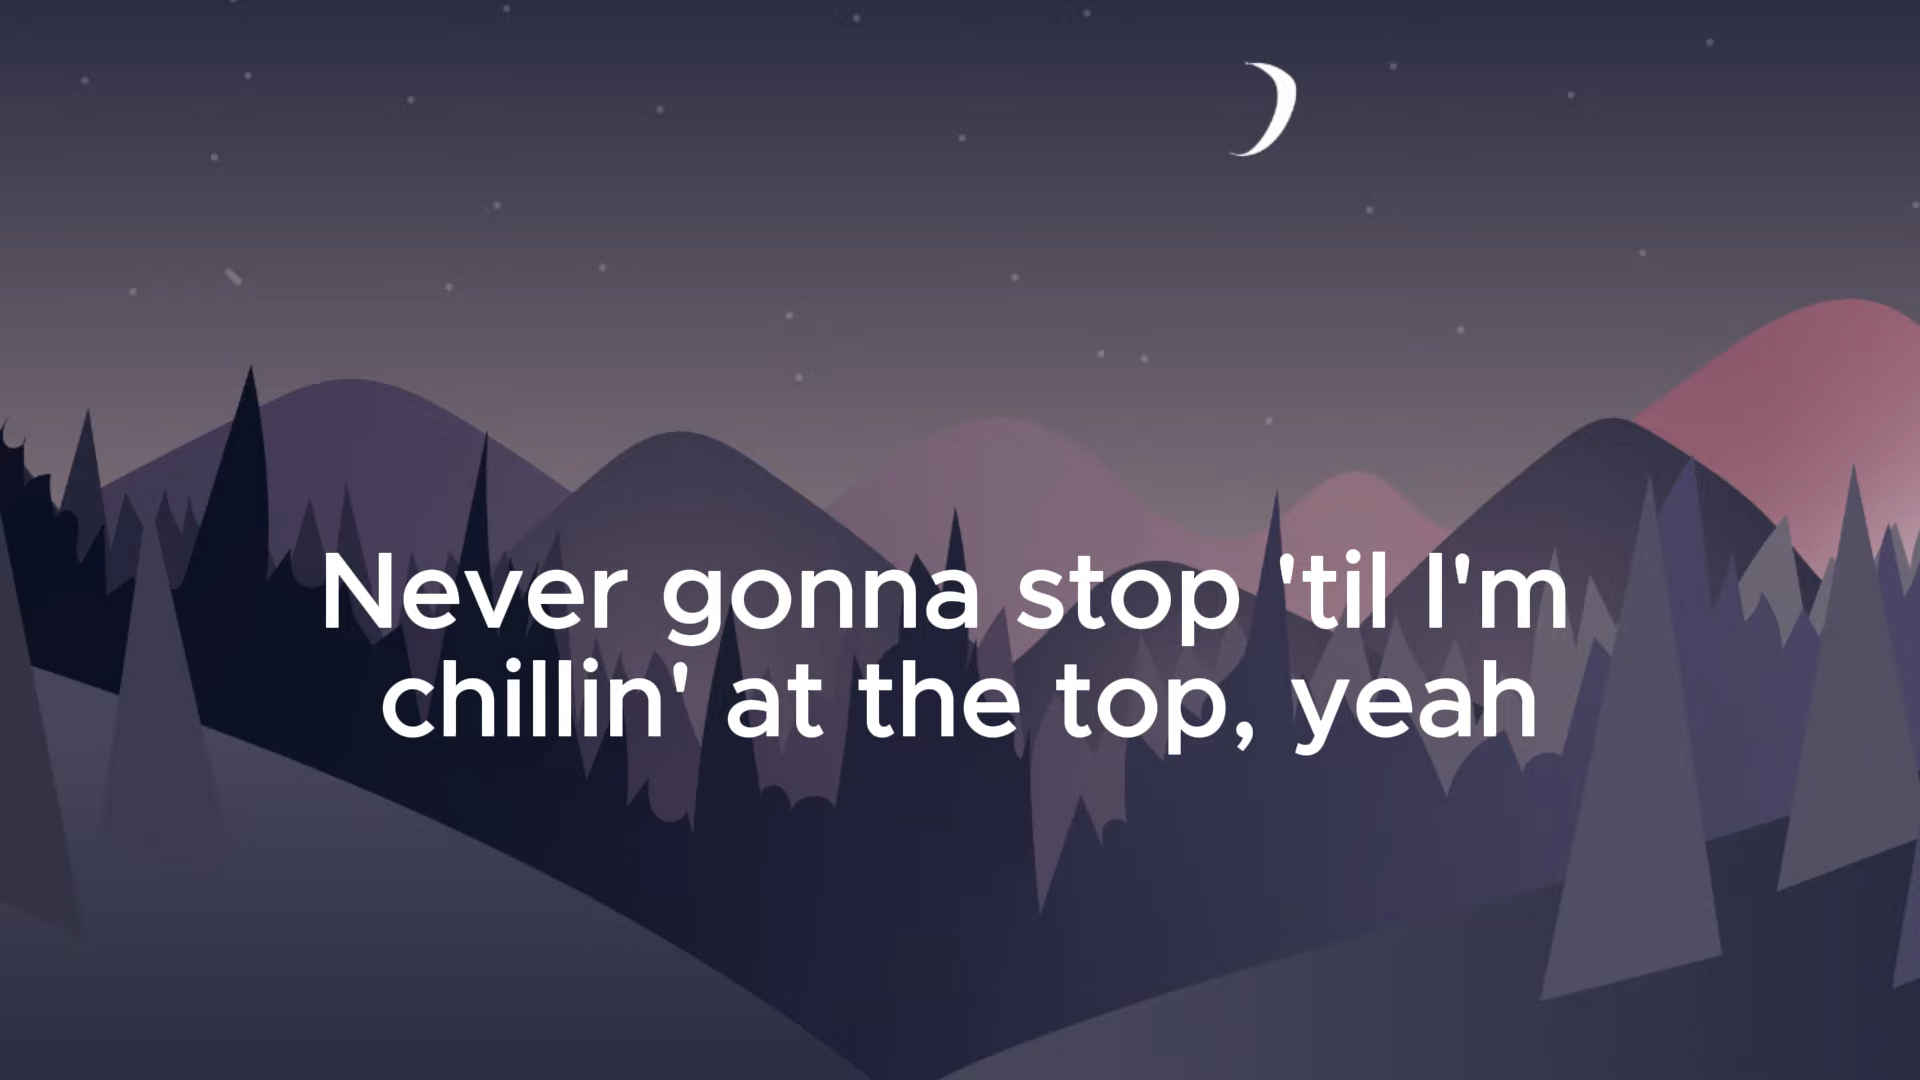 Never gonna stop 'til I'm
chillin' at the top, yeah